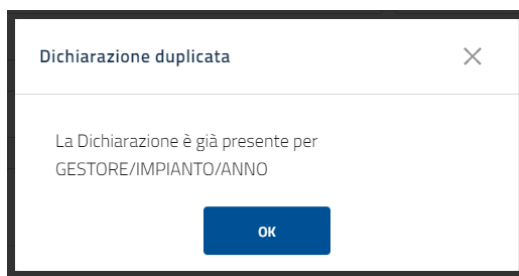 Dichiarazione duplicata
La Dichiarazione è già presente per
GESTORE/IMPIANTO/ANNO
OK